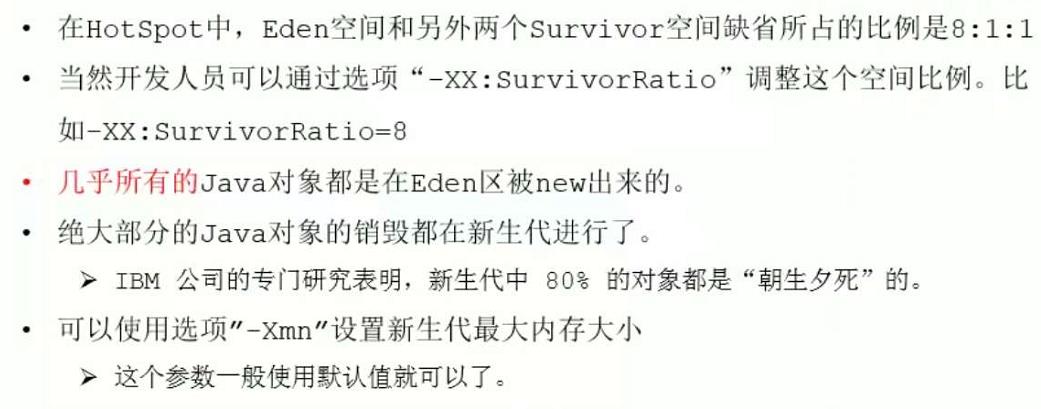 • 在HotSpot中，Eden空间和另外两个Survivor空间缺省所占的比例是8:1:1
• 当然开发人员可以通过选项“-XX:SurvivorRatio”调整这个空间比例。比
如-XX:SurvivorRatio=8
• 几乎所有的Java对象都是在Eden区被new出来的。
• 绝大部分的Java对象的销毁都在新生代进行了。
➢ IBM 公司的专门研究表明，新生代中 80% 的对象都是“朝生夕死”的。
• 可以使用选项"-Xmn"设置新生代最大内存大小
➢ 这个参数一般使用默认值就可以了。